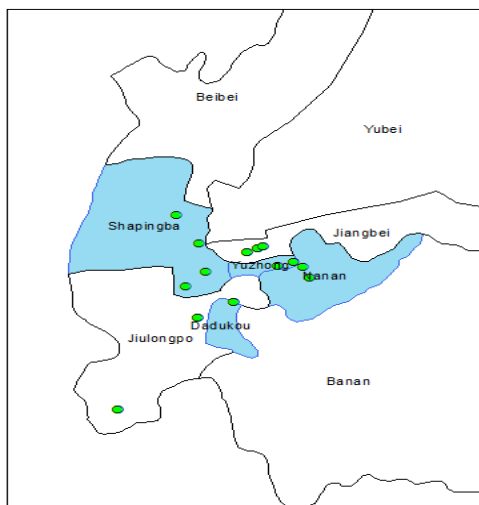 Beibei
Yubei
Shapingba
Jiangbei
Yuzhong
Nanan
Dadukou
Jiulongpo
Banan